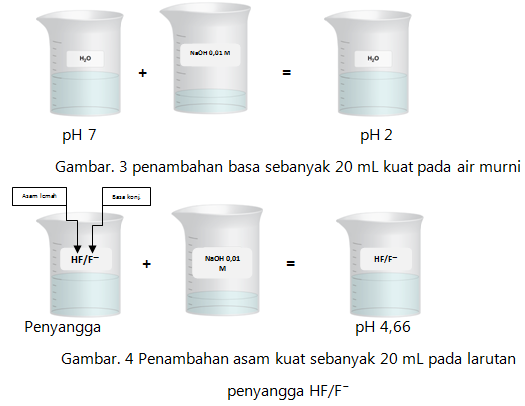 H₂O
NaOH 0,01 M
H₂O
+
=
pH 7
pH 2
Gambar. 3 penambahan basa sebanyak 20 mL kuat pada air murni
Asam lemah
Basa konj.
HF/F⁻
NaOH 0,01
M
HF/F⁻
+
=
Penyangga
pH 4,66
Gambar. 4 Penambahan asam kuat sebanyak 20 mL pada larutan
penyangga HF/F⁻